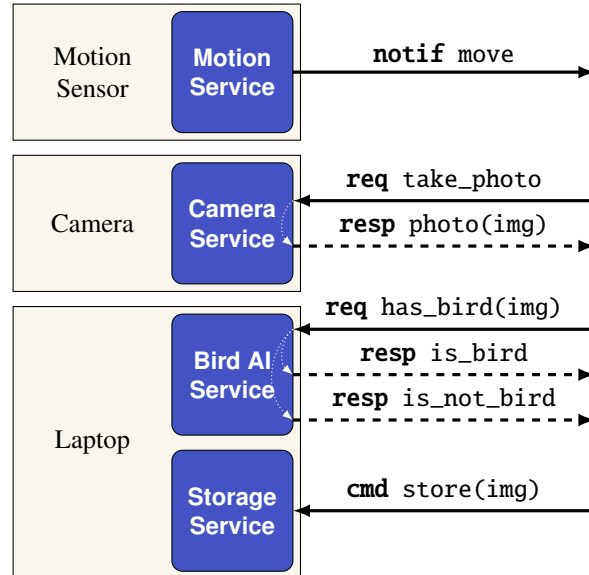 Motion
Sensor
Motion
Service
notif move
Camera
Camera
Service
req take_photo
resp photo(img)
Laptop
Bird AI
Service
req has_bird(img)
resp is_bird
resp is_not_bird
Storage
Service
cmd store(img)